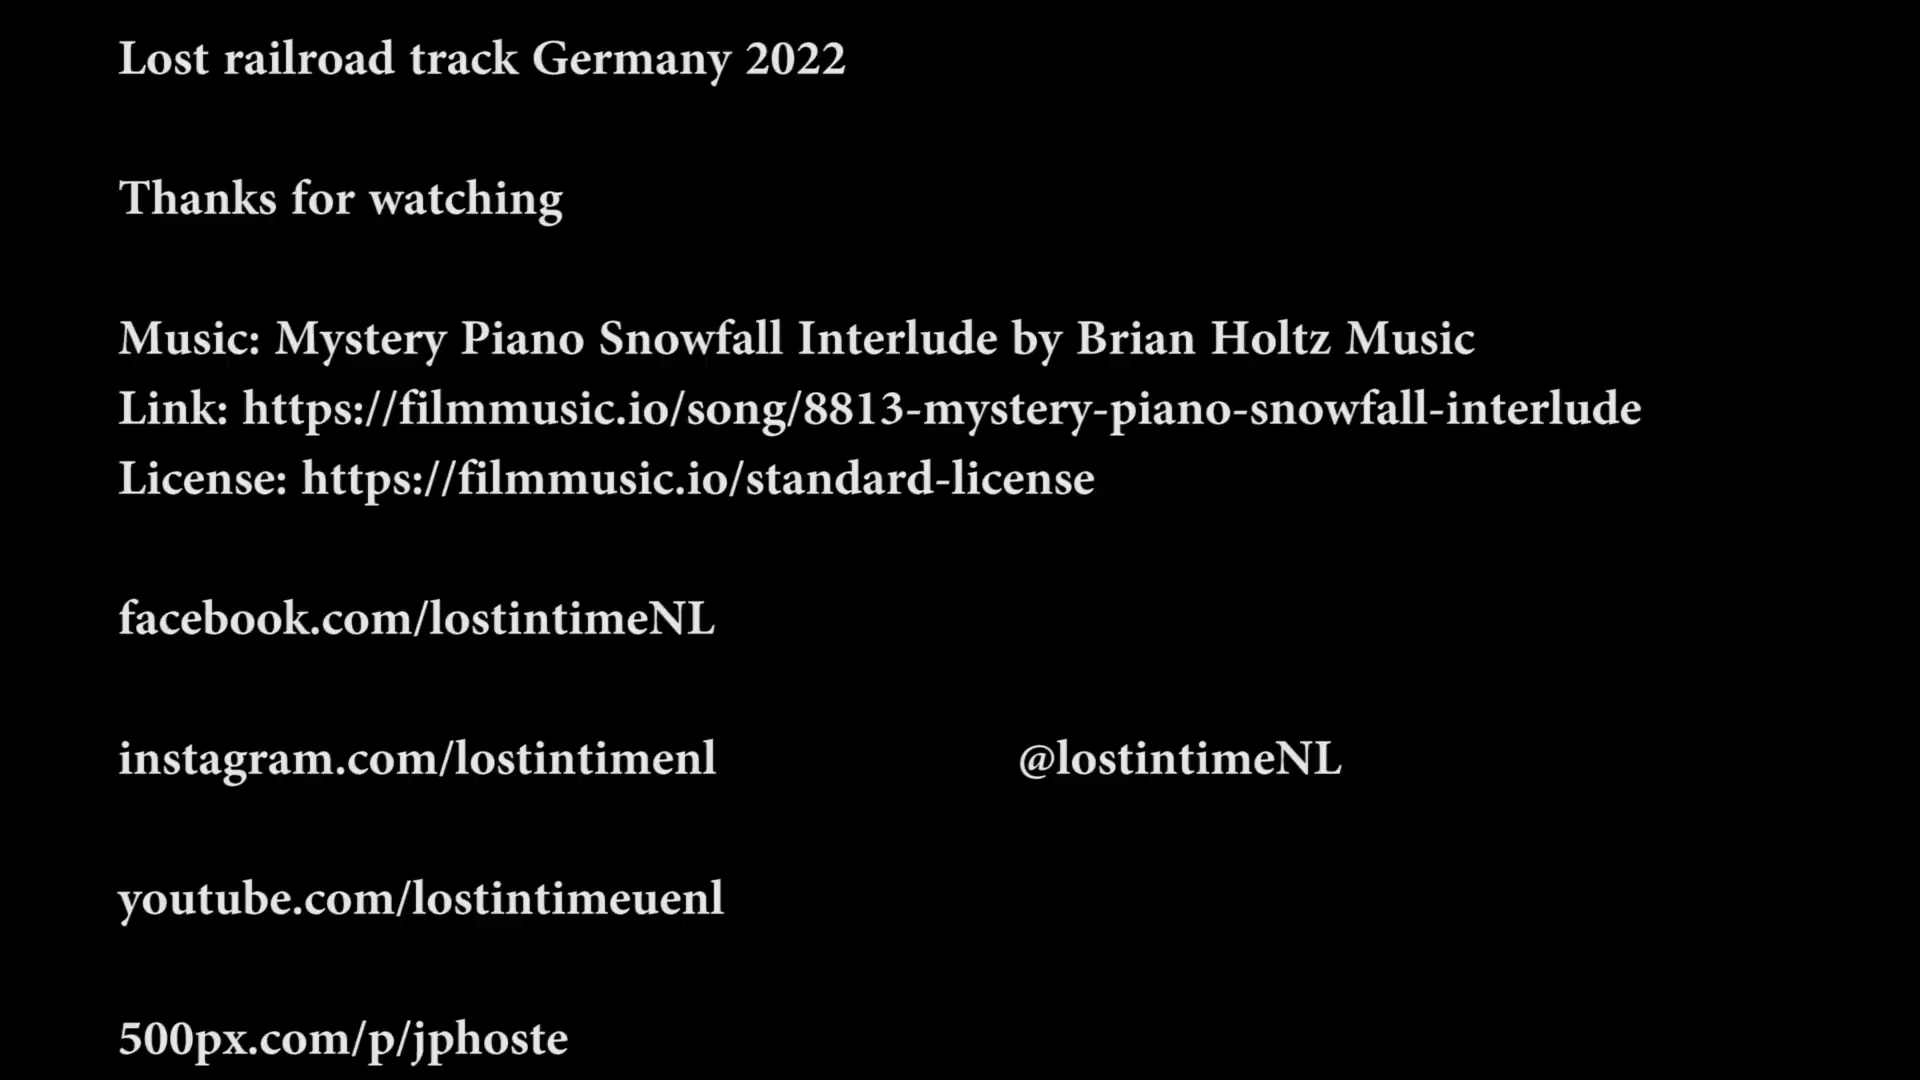 Lost railroad track Germany 2022
Thanks for watching
Music: Mystery Piano Snowfall Interlude by Brian Holtz Music
Link: https://filmmusic.io/song/8813-mystery-piano-snowfall-interlude
License: https://filmmusic.io/standard-license
facebook.com/lostintimeNL
instagram.com/lostintimenl @lostintimeNL
youtube.com/lostintimeuenl
500px.com/p/jphoste